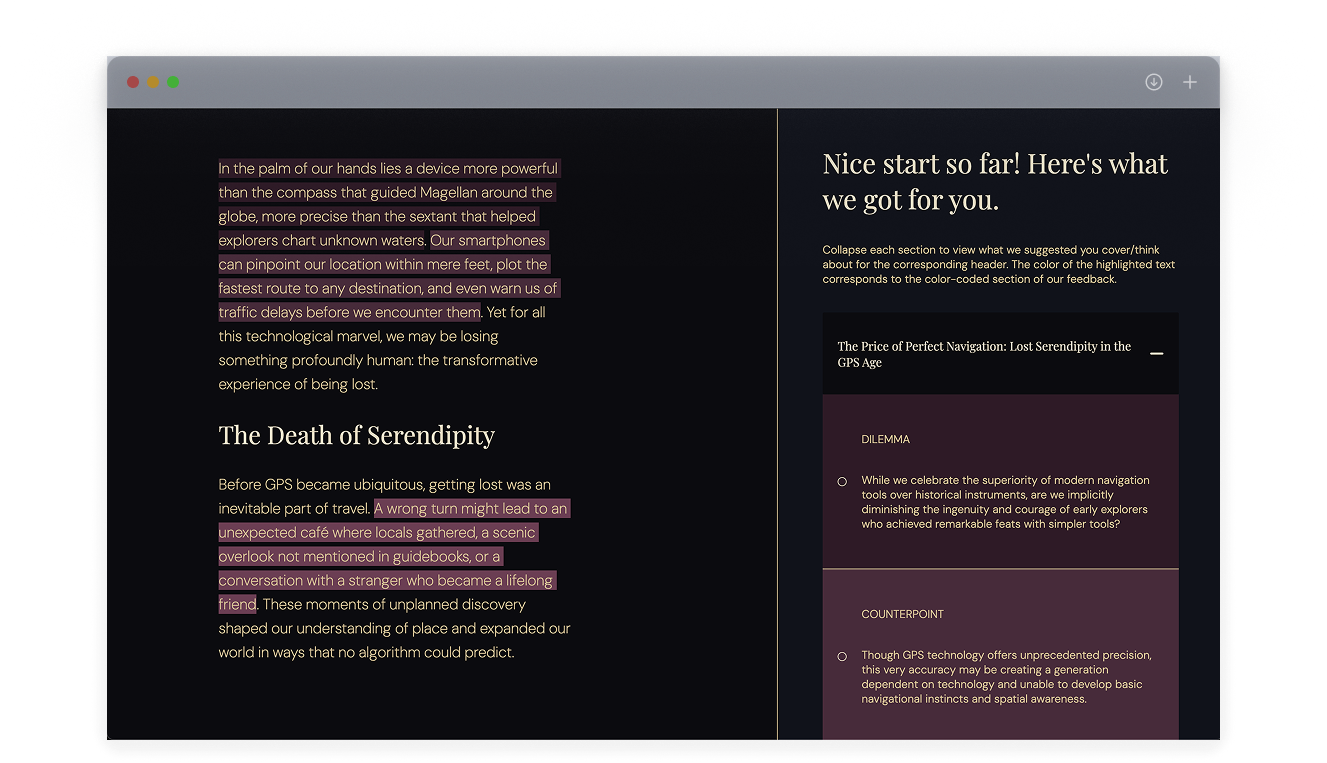 In the palm of our hands lies a device more powerful
than the compass that guided Magellan around the
globe, more precise than the sextant that helped
explorers chart unknown waters. Our smartphones
can pinpoint our location within mere feet, plot the
fastest route to any destination, and even warn us of
traffic delays before we encounter them. Yet for all
this technological marvel, we may be losing
something profoundly human: the transformative
experience of being lost.
The Death of Serendipity
Before GPS became ubiquitous, getting lost was an
inevitable part of travel. A wrong turn might lead to an
unexpected café where locals gathered, a scenic
overlook not mentioned in guidebooks, or a
conversation with a stranger who became a lifelong
friend. These moments of unplanned discovery
shaped our understanding of place and expanded our
world in ways that no algorithm could predict.
Nice start so far! Here's what
we got for you.
Collapse each section to view what we suggested you cover/think
about for the corresponding header. The color of the highlighted text
corresponds to the color-coded section of our feedback.
The Price of Perfect Navigation: Lost Serendipity in the
GPS Age
DILEMMA
While we celebrate the superiority of modern navigation
tools over historical instruments, are we implicitly
diminishing the ingenuity and courage of early explorers
who achieved remarkable feats with simpler tools?
COUNTERPOINT
Though GPS technology offers unprecedented precision,
this very accuracy may be creating a generation
dependent on technology and unable to develop basic
navigational instincts and spatial awareness.